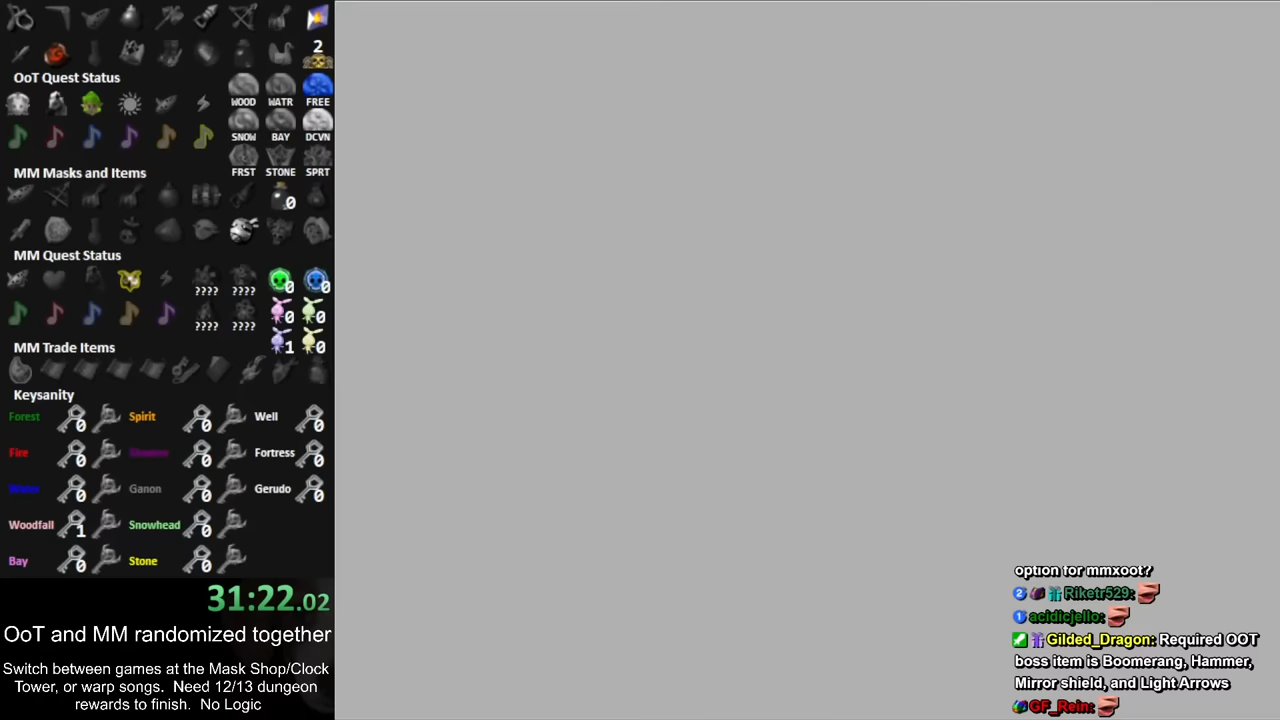 2
OoT Quest Status
WOOD WATR FREE
SNOW BAY DCVN
FRST STONE SPRT
MM Masks and Items
0
MM Quest Status
???? ???? 0 0
0 0
???? ????
1 0
MM Trade Items
Keysanity
Forest 0 Spirit 0 Well 0
Fire 0 Shadow 0 Fortress 0
Water 0 Ganon 0 Gerudo 0
Woodfall 1 Snowhead 0
Bay 0 Stone 0
31:22.02
OoT and MM randomized together
Switch between games at the Mask Shop/Clock
Tower, or warp songs. Need 12/13 dungeon
rewards to finish. No Logic
option for mmxoot?
2 Riketr529:
1 acidicjello:
Gilded_Dragon: Required OOT
boss item is Boomerang, Hammer,
Mirror shield, and Light Arrows
GF_Rein: